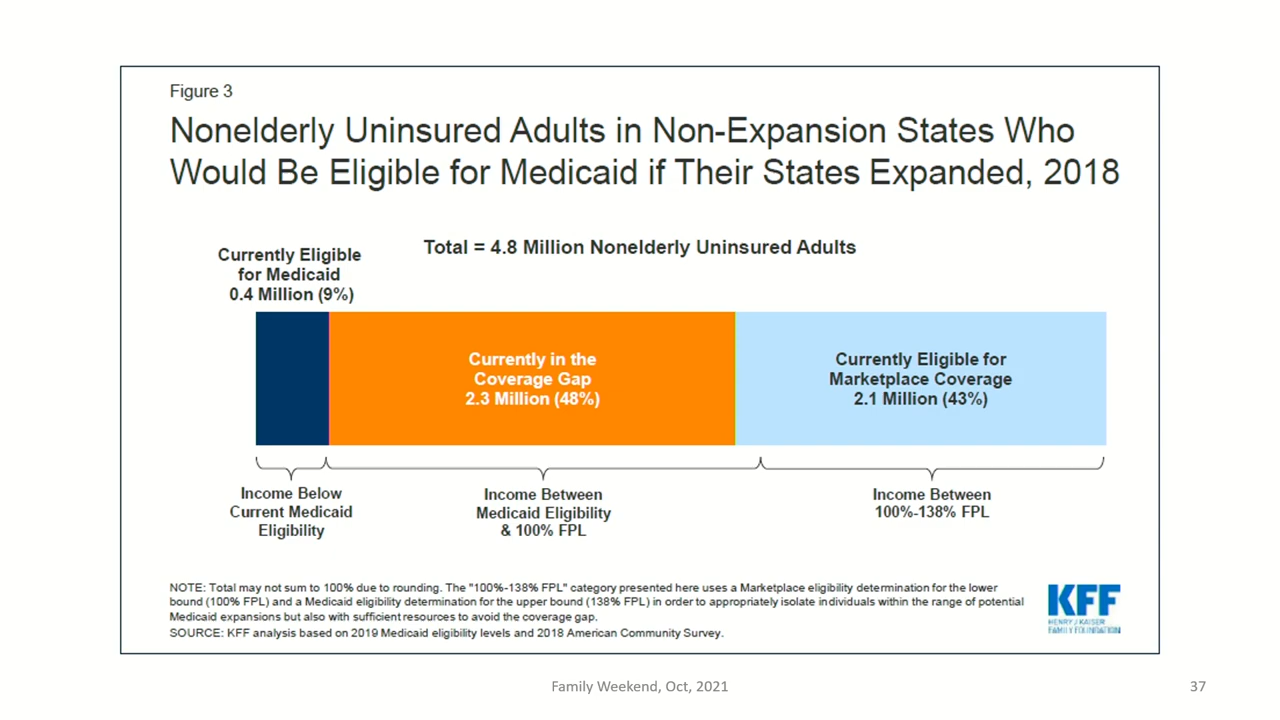 Figure 3
Nonelderly Uninsured Adults in Non-Expansion States Who
Would Be Eligible for Medicaid if Their States Expanded, 2018
Total = 4.8 Million Nonelderly Uninsured Adults
Currently Eligible
for Medicaid
0.4 Million (9%)
Currently in the
Coverage Gap
2.3 Million (48%)
Currently Eligible for
Marketplace Coverage
2.1 Million (43%)
Income Below
Current Medicaid
Eligibility
Income Between
Medicaid Eligibility
& 100% FPL
Income Between
100%-138% FPL
NOTE: Total may not sum to 100% due to rounding. The "100%-138% FPL" category presented here uses a Marketplace eligibility determination for the lower
bound (100% FPL) and a Medicaid eligibility determination for the upper bound (138% FPL) in order to appropriately isolate individuals within the range of potential
Medicaid expansions but also with sufficient resources to avoid the coverage gap.
SOURCE: KFF analysis based on 2019 Medicaid eligibility levels and 2018 American Community Survey.
KFF
HENRY J KAISER
FAMILY FOUNDATION
Family Weekend, Oct, 2021
37